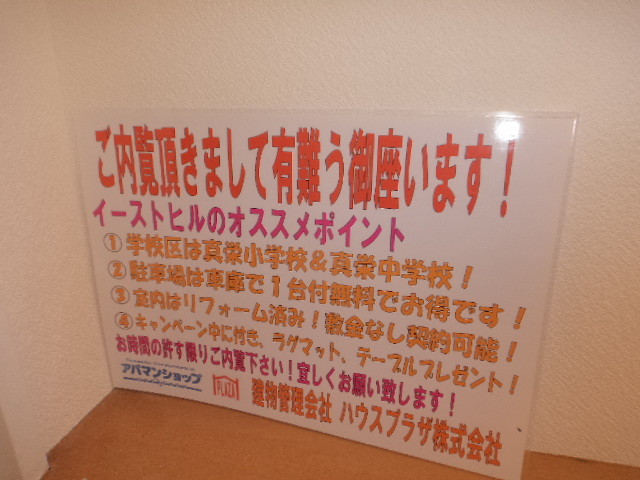 ご内覧頂きまして有難う御座います！
イーストヒルのオススメポイント
① 学校区は真栄小学校＆真栄中学校！
② 駐車場は車庫で１台付無料でお得です！
③ 室内はリフォーム済み！敷金なし契約可能！
④ キャンペーン中に付き、ラグマット、テーブルプレゼント！
お時間の許す限りご内覧下さい！宜しくお願い致します！
アパマンショップ PLAZA 建物管理会社 ハウスプラザ株式会社